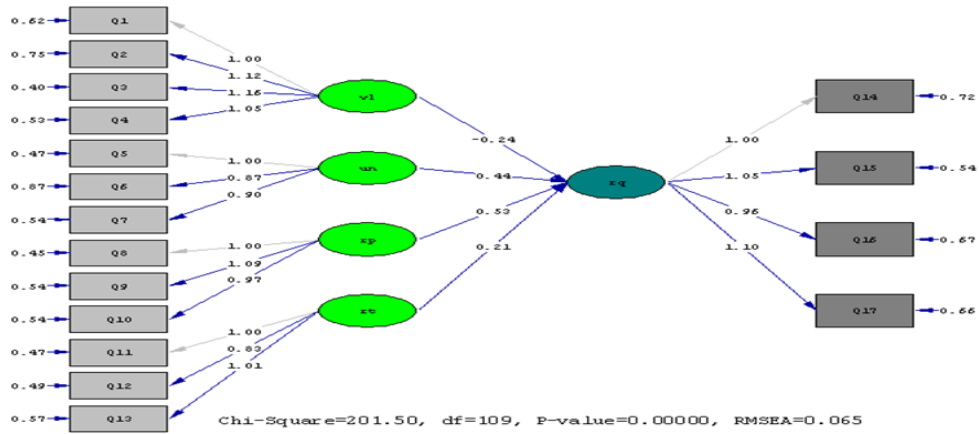 0.62 Q1
0.75 Q2
0.40 Q3
0.53 Q4
0.47 Q5
0.87 Q6
0.54 Q7
0.45 Q8
0.54 Q9
0.54 Q10
0.47 Q11
0.49 Q12
0.57 Q13
1.00
1.12
1.16
1.05
1.00
0.87
0.90
1.00
1.09
0.97
1.00
0.83
1.01
vl
un
rp
rt
-0.24
0.44
0.53
0.21
rq
1.00
1.05
0.96
1.10
Q14 0.72
Q15 0.54
Q16 0.67
Q17 0.66
Chi-Square=201.50, df=109, P-value=0.00000, RMSEA=0.065